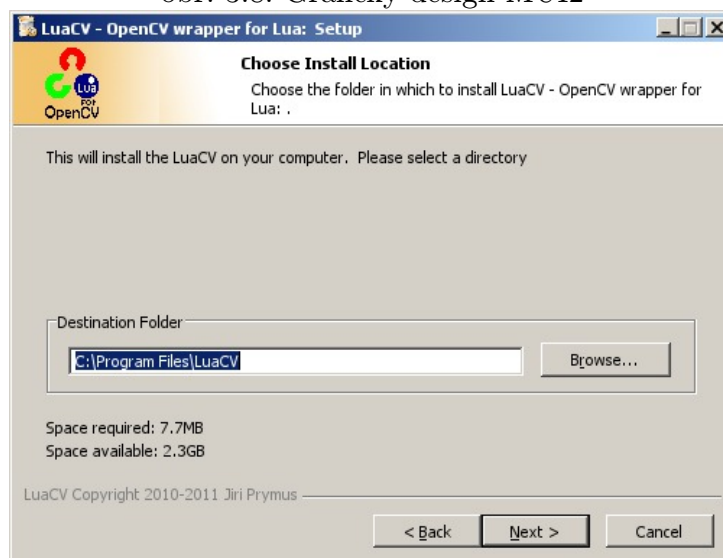 LuaCV - OpenCV wrapper for Lua: Setup
Lua
FOR
OpenCV
Choose Install Location
Choose the folder in which to install LuaCV - OpenCV wrapper for
Lua: .
This will install the LuaCV on your computer. Please select a directory
Destination Folder
C:\Program Files\LuaCV
Browse...
Space required: 7.7MB
Space available: 2.3GB
LuaCV Copyright 2010-2011 Jiri Prymus
< Back
Next >
Cancel